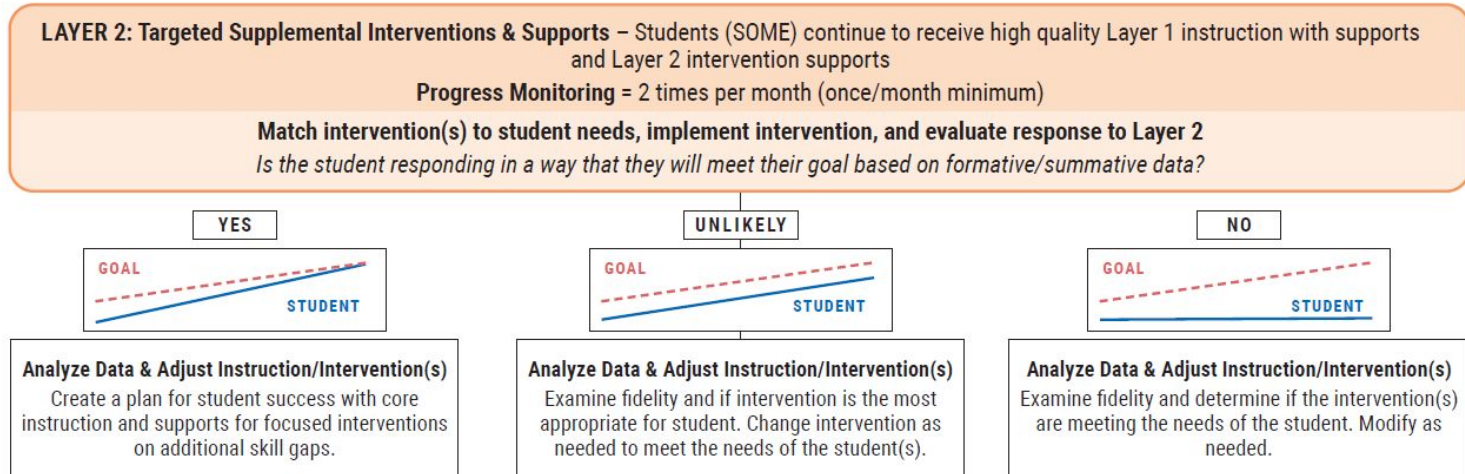 LAYER 2: Targeted Supplemental Interventions & Supports – Students (SOME) continue to receive high quality Layer 1 instruction with supports
and Layer 2 intervention supports
Progress Monitoring = 2 times per month (once/month minimum)
Match intervention(s) to student needs, implement intervention, and evaluate response to Layer 2
Is the student responding in a way that they will meet their goal based on formative/summative data?
YES
GOAL
STUDENT
Analyze Data & Adjust Instruction/Intervention(s)
Create a plan for student success with core
instruction and supports for focused interventions
on additional skill gaps.
UNLIKELY
GOAL
STUDENT
Analyze Data & Adjust Instruction/Intervention(s)
Examine fidelity and if intervention is the most
appropriate for student. Change intervention as
needed to meet the needs of the student(s).
NO
GOAL
STUDENT
Analyze Data & Adjust Instruction/Intervention(s)
Examine fidelity and determine if the intervention(s)
are meeting the needs of the student. Modify as
needed.